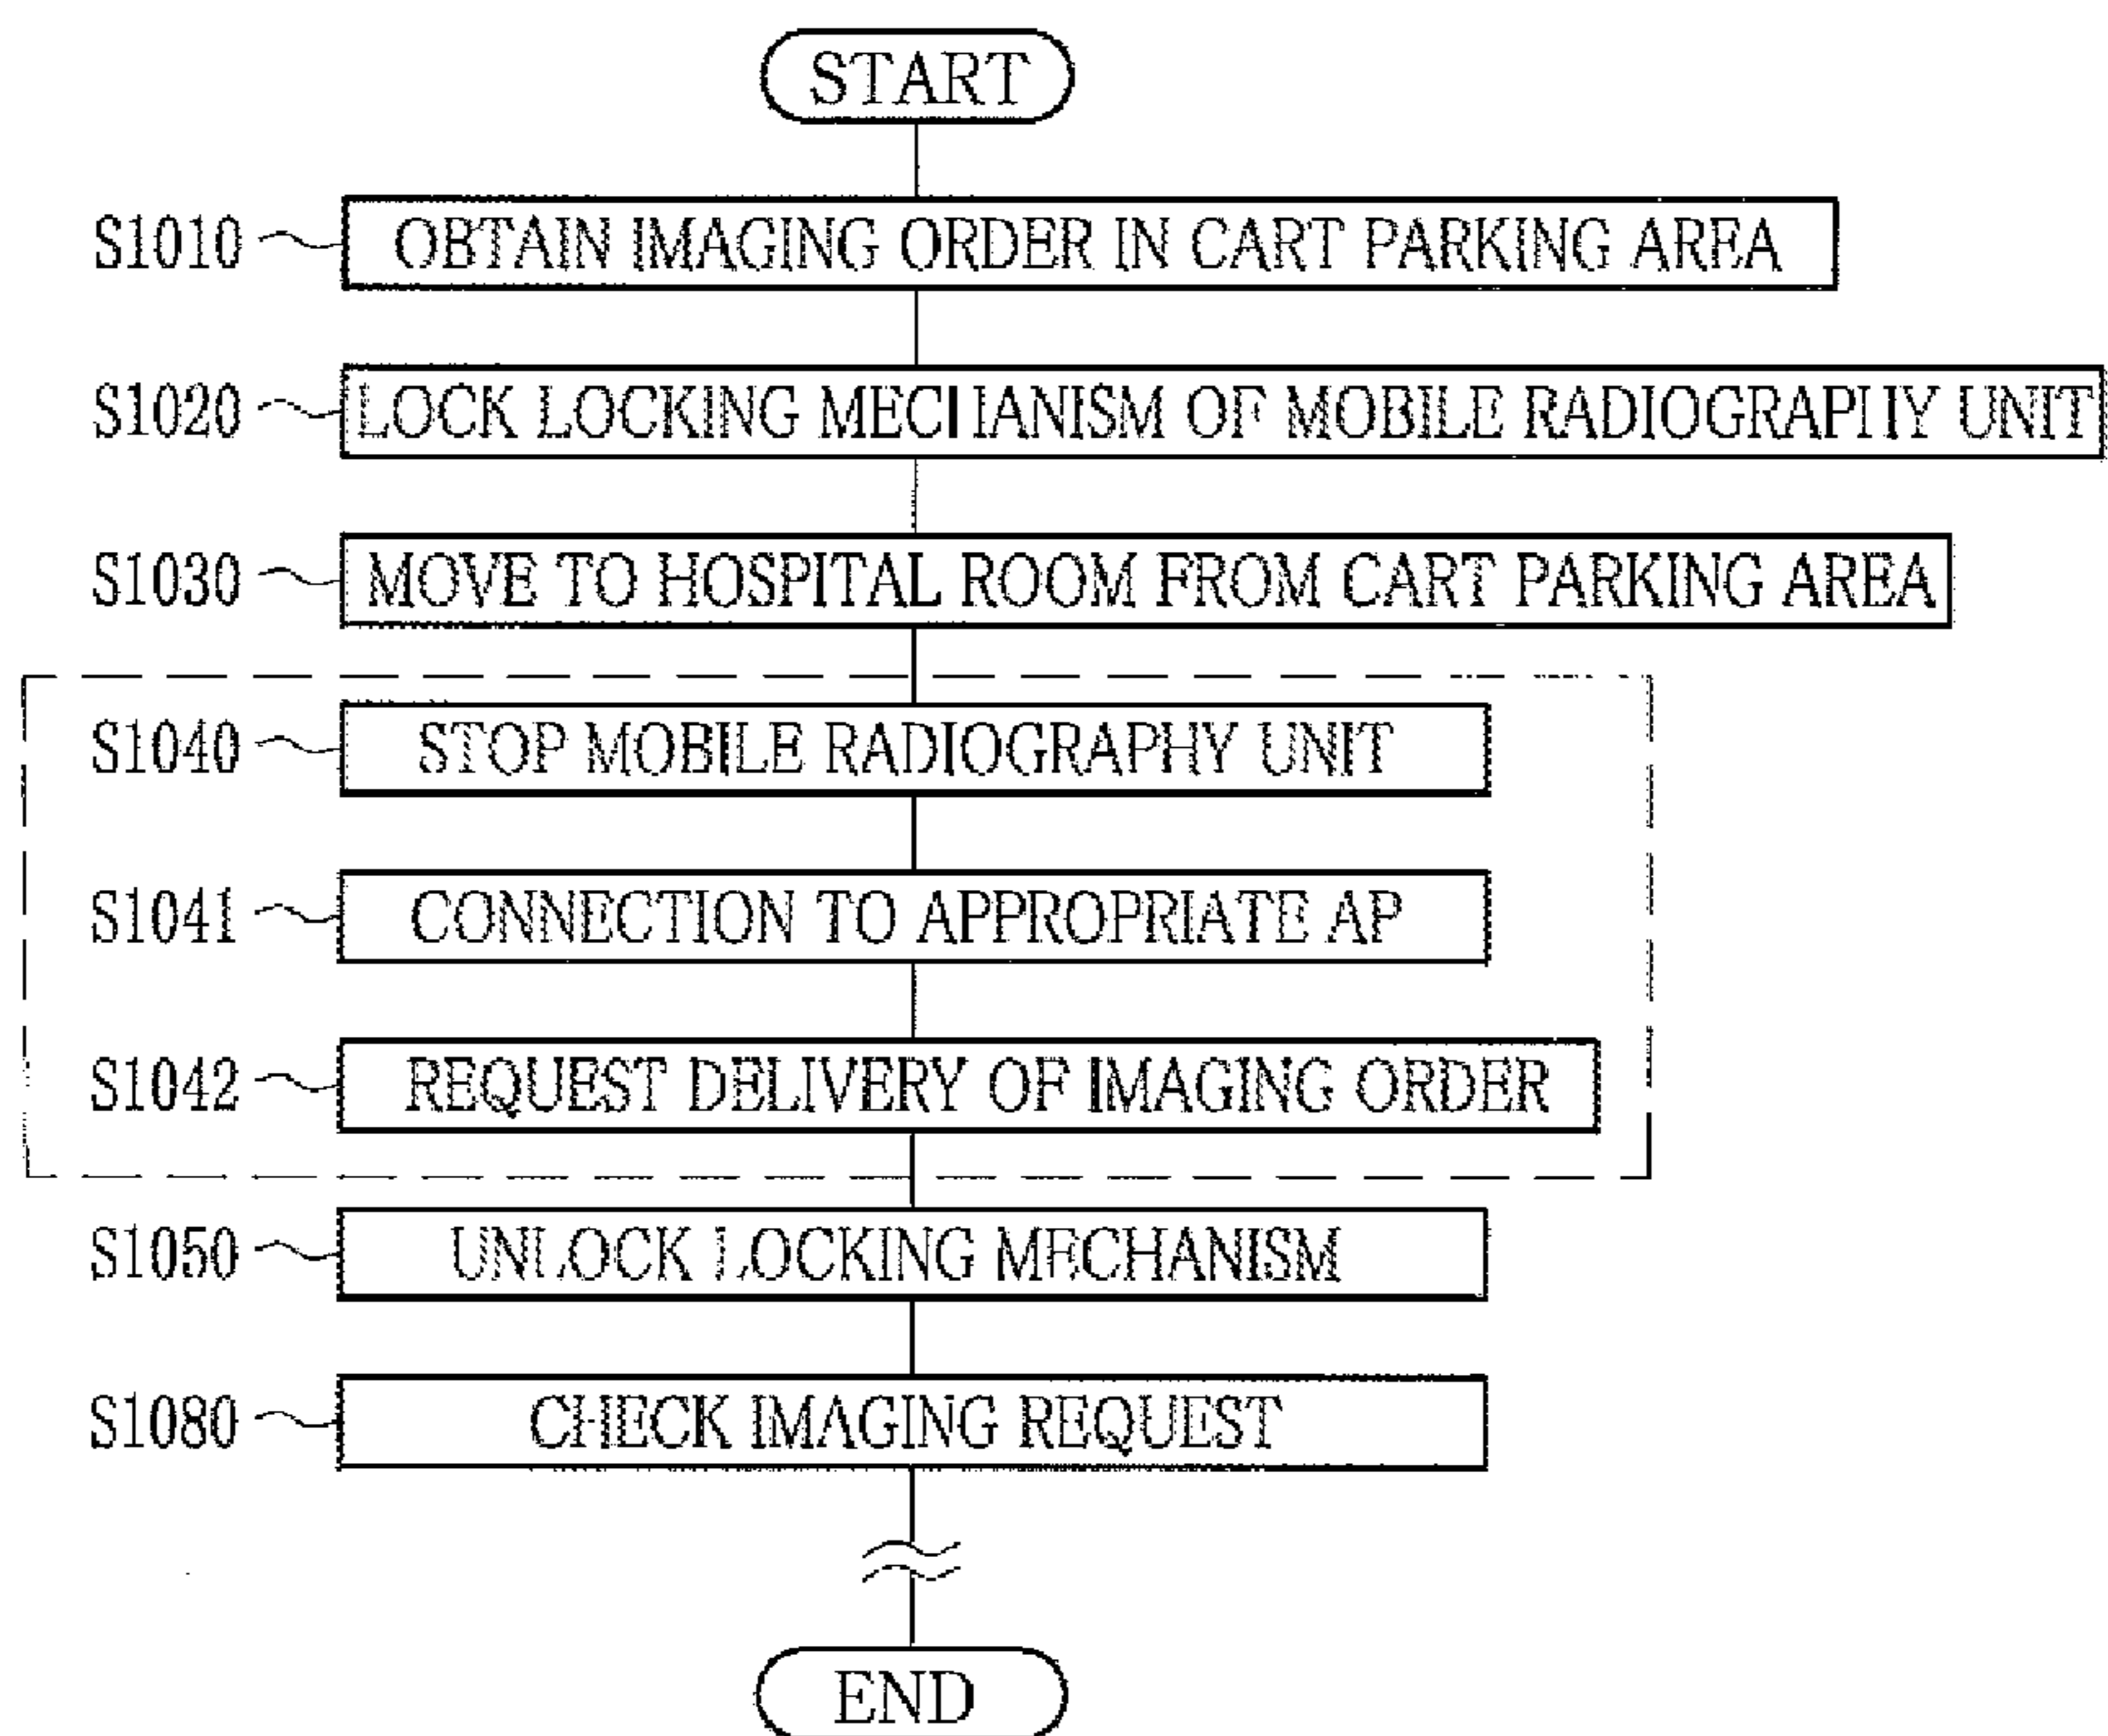 START
S1010 OBTAIN IMAGING ORDER IN CART PARKING AREA
S1020 LOCK LOCKING MECHANISM OF MOBILE RADIOGRAPHY UNIT
S1030 MOVE TO HOSPITAL ROOM FROM CART PARKING AREA
S1040 STOP MOBILE RADIOGRAPHY UNIT
S1041 CONNECTION TO APPROPRIATE AP
S1042 REQUEST DELIVERY OF IMAGING ORDER
S1050 UNLOCK LOCKING MECHANISM
S1080 CHECK IMAGING REQUEST
END